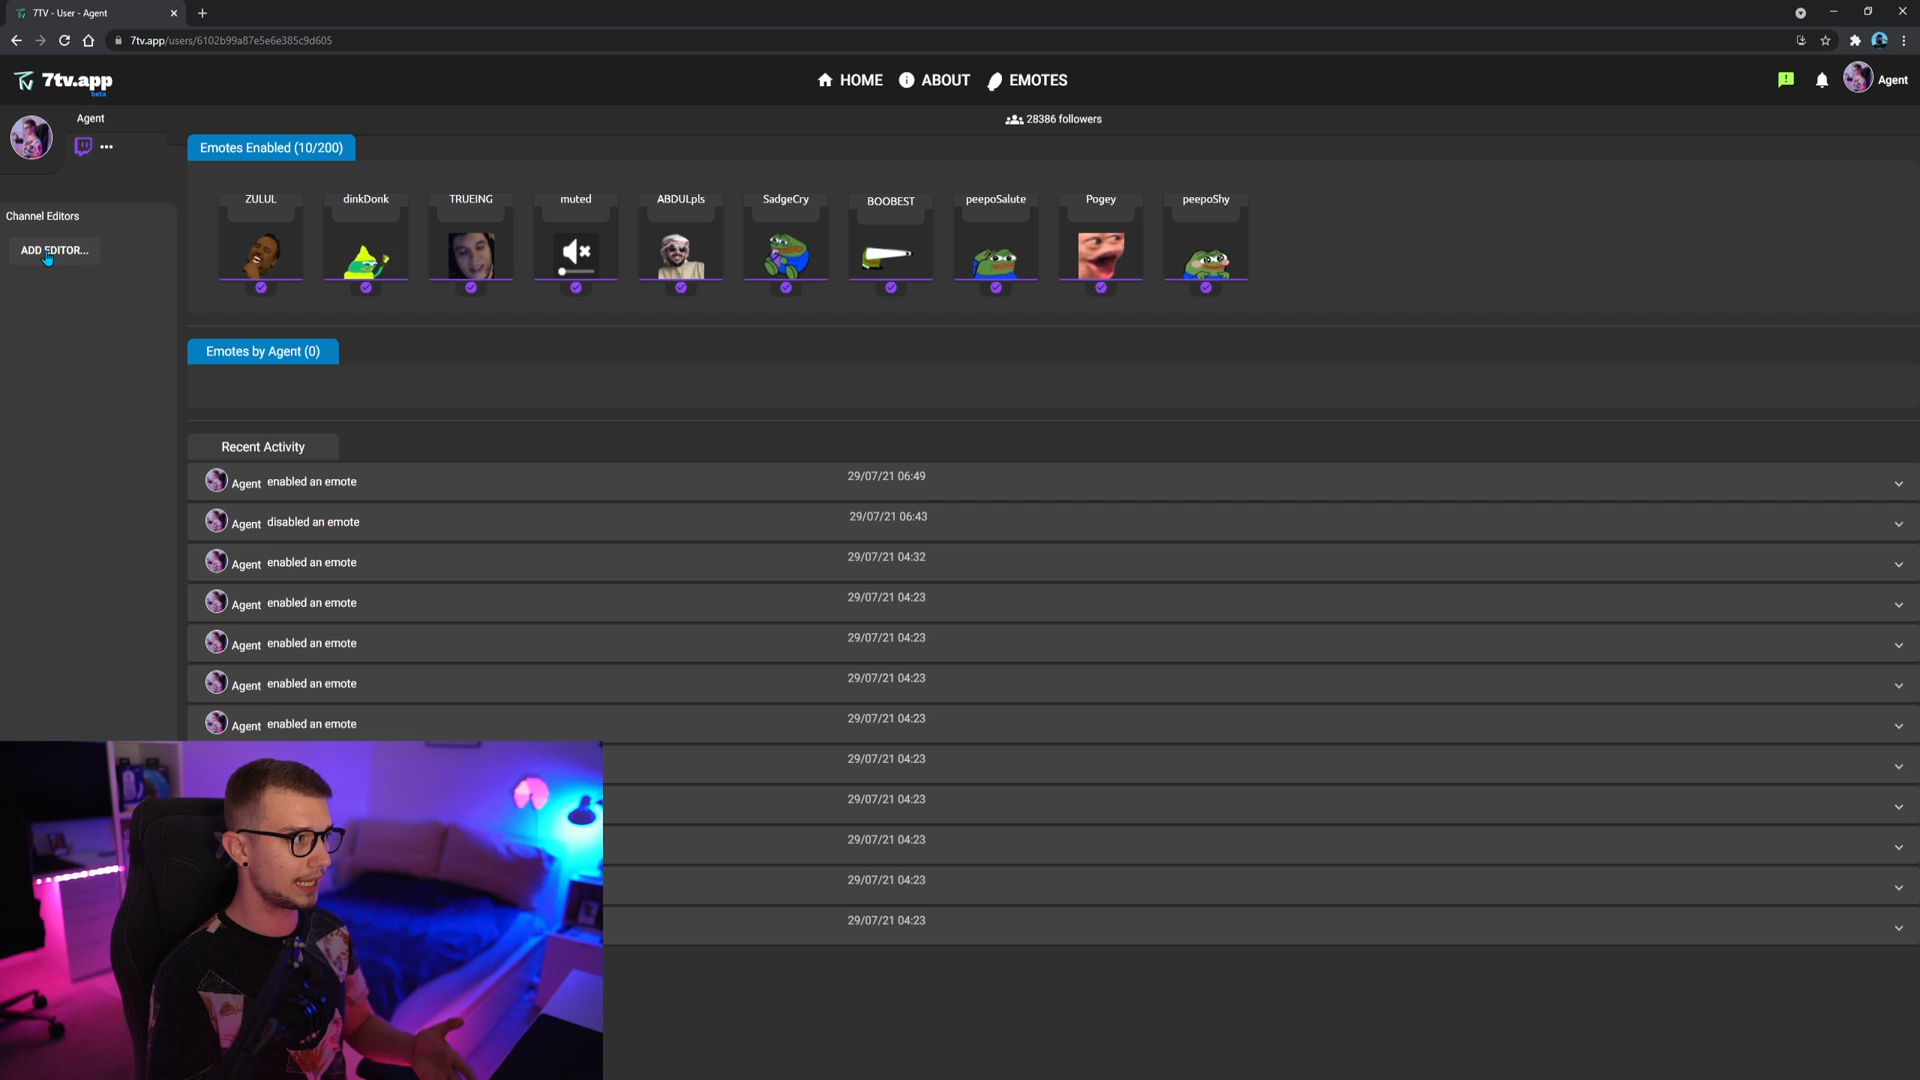 7TV - User - Agent
7tv.app/users/6102b99a87e5e6e385c9d605
7tv.app
beta
HOME
ABOUT
EMOTES
Agent
Agent
28386 followers
Emotes Enabled (10/200)
ZULUL
dinkDonk
TRUEING
muted
ABDULpls
SadgeCry
BOOBEST
peepoSalute
Pogey
peepoShy
Channel Editors
ADD EDITOR...
Emotes by Agent (0)
Recent Activity
Agent enabled an emote 29/07/21 06:49
Agent disabled an emote 29/07/21 06:43
Agent enabled an emote 29/07/21 04:32
Agent enabled an emote 29/07/21 04:23
Agent enabled an emote 29/07/21 04:23
Agent enabled an emote 29/07/21 04:23
Agent enabled an emote 29/07/21 04:23
29/07/21 04:23
29/07/21 04:23
29/07/21 04:23
29/07/21 04:23
29/07/21 04:23